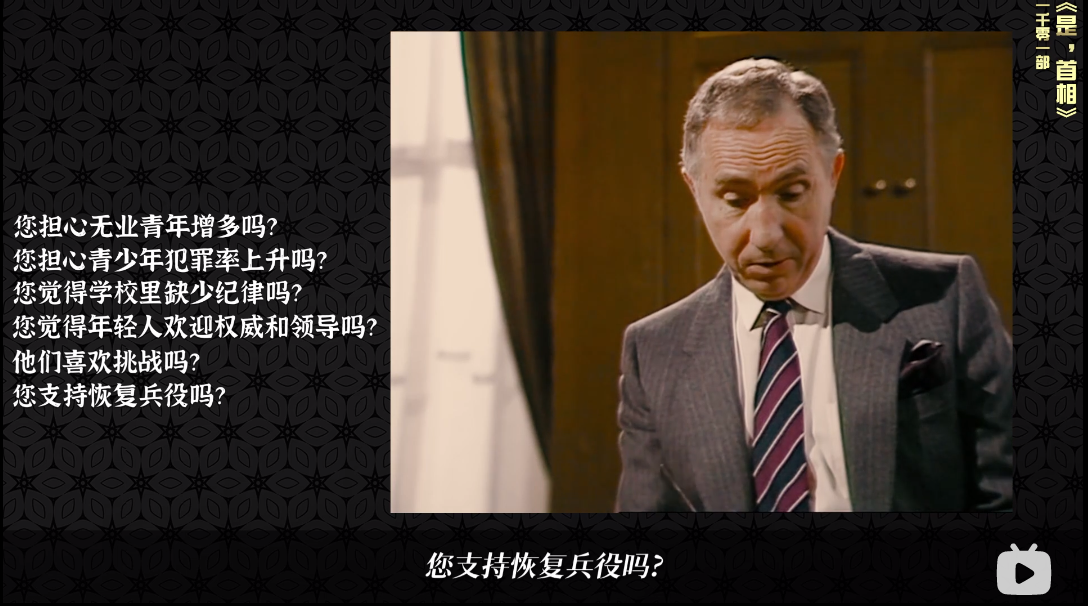 《是，首相》
一千零一部
您担心无业青年增多吗?
您担心青少年犯罪率上升吗?
您觉得学校里缺少纪律吗?
您觉得年轻人欢迎权威和领导吗?
他们喜欢挑战吗?
您支持恢复兵役吗?
您支持恢复兵役吗?